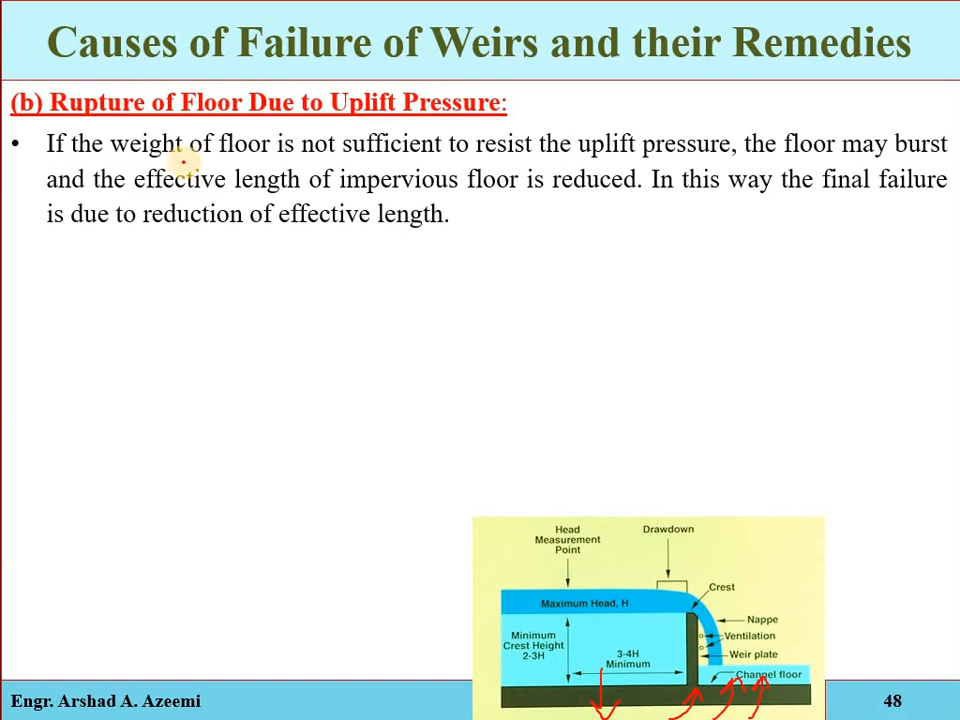 Causes of Failure of Weirs and their Remedies
(b) Rupture of Floor Due to Uplift Pressure:
• If the weight of floor is not sufficient to resist the uplift pressure, the floor may burst
and the effective length of impervious floor is reduced. In this way the final failure
is due to reduction of effective length.
Head
Measurement
Point
Drawdown
Crest
Maximum Head, H
Nappe
Ventilation
Minimum
Crest Height
2-3H
3-4H
Minimum
Weir plate
Channel floor
Engr. Arshad A. Azeemi
48